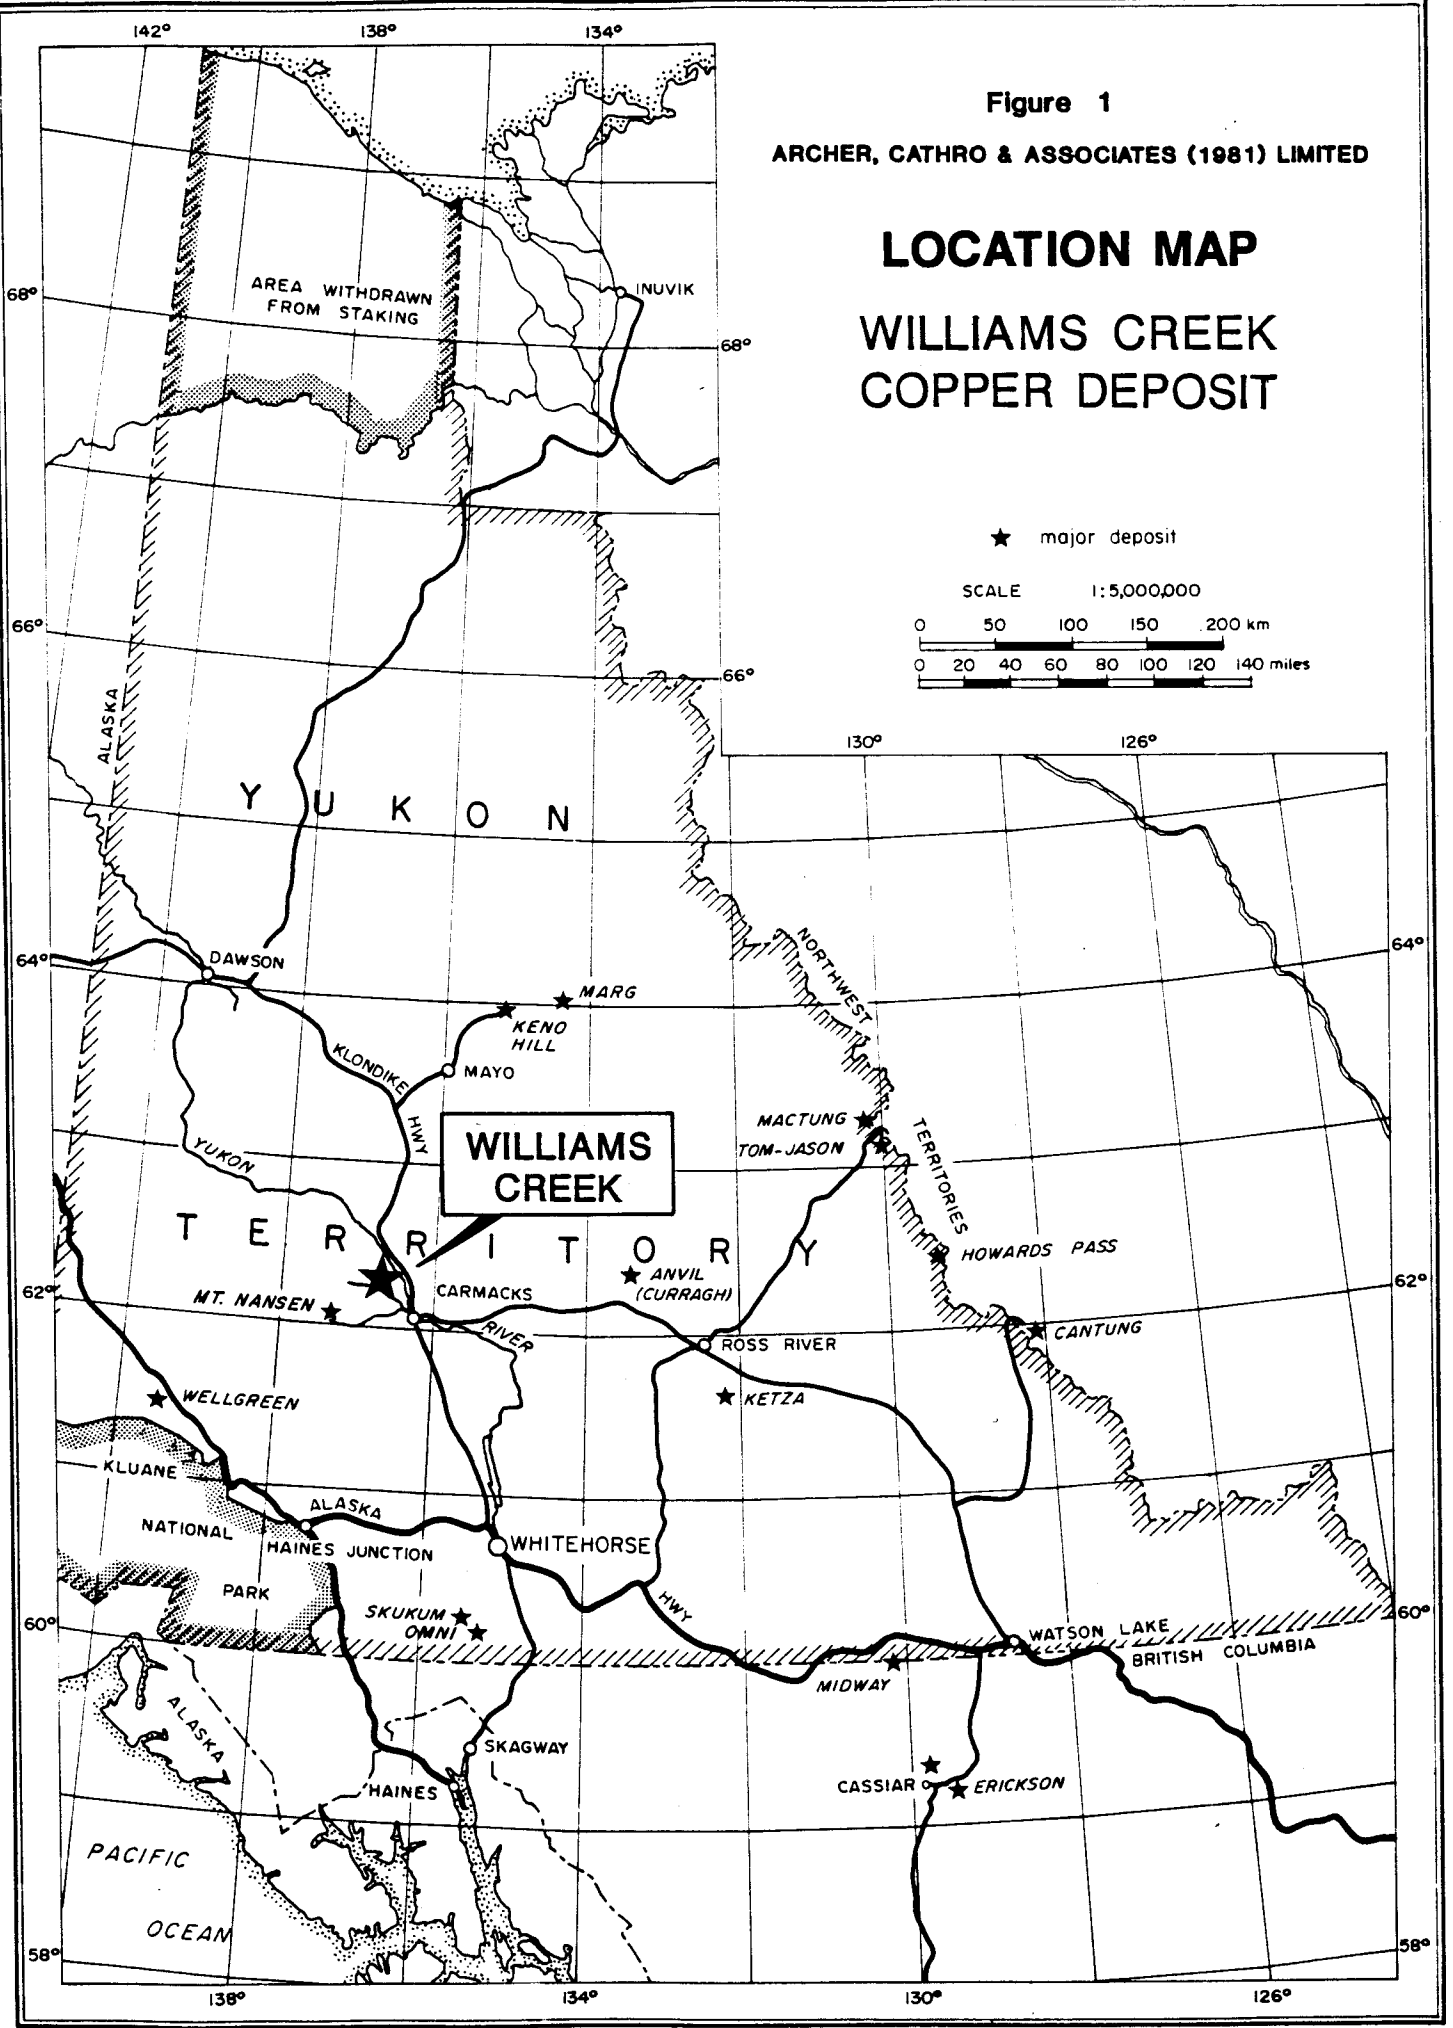 142°
138°
134°
Figure 1
ARCHER, CATHRO & ASSOCIATES (1981) LIMITED
LOCATION MAP
WILLIAMS CREEK
COPPER DEPOSIT
AREA WITHDRAWN
FROM STAKING
INUVIK
68°
68°
major deposit
SCALE 1:5,000,000
0 50 100 150 200 km
0 20 40 60 80 100 120 140 miles
66°
66°
ALASKA
130°
126°
YUKON
NORTHWEST
64°
64°
DAWSON
MARG
KENO
HILL
KLONDIKE
MAYO
HWY
MACTUNG
TOM-JASON
TERRITORIES
WILLIAMS
CREEK
YUKON
TERRITORY
HOWARDS PASS
ANVIL
(CURRAGH)
62°
62°
MT. NANSEN
CARMACKS
RIVER
CANTUNG
ROSS RIVER
WELLGREEN
KETZA
KLUANE
ALASKA
NATIONAL
HAINES JUNCTION
WHITEHORSE
PARK
SKUKUM
OMNI
HWY
60°
60°
WATSON LAKE
BRITISH COLUMBIA
MIDWAY
ALASKA
SKAGWAY
HAINES
CASSIAR
ERICKSON
PACIFIC
OCEAN
58°
58°
138°
134°
130°
126°